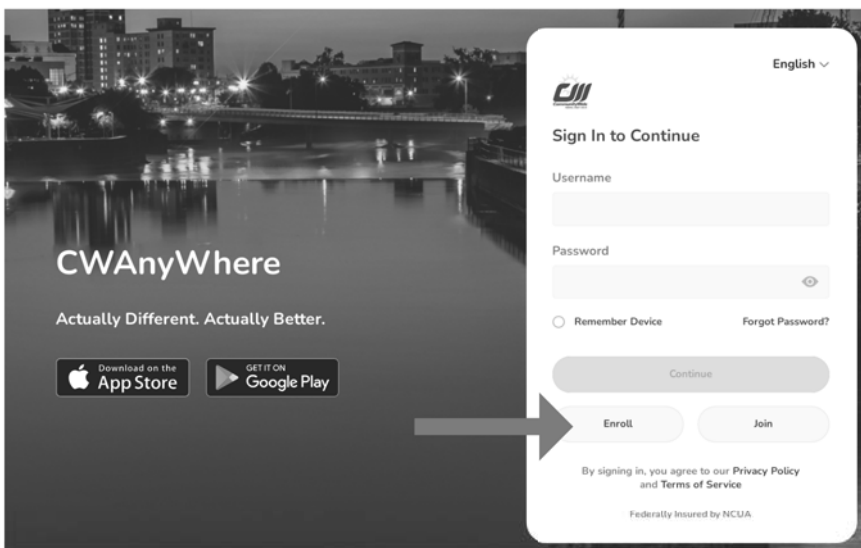 English
CW
CommunityWide
Sign In to Continue
Username
Password
CWAnyWhere
Actually Different. Actually Better.
Remember Device
Forgot Password?
Download on the
App Store
GET IT ON
Google Play
Continue
Enroll
Join
By signing in, you agree to our Privacy Policy
and Terms of Service
Federally Insured by NCUA